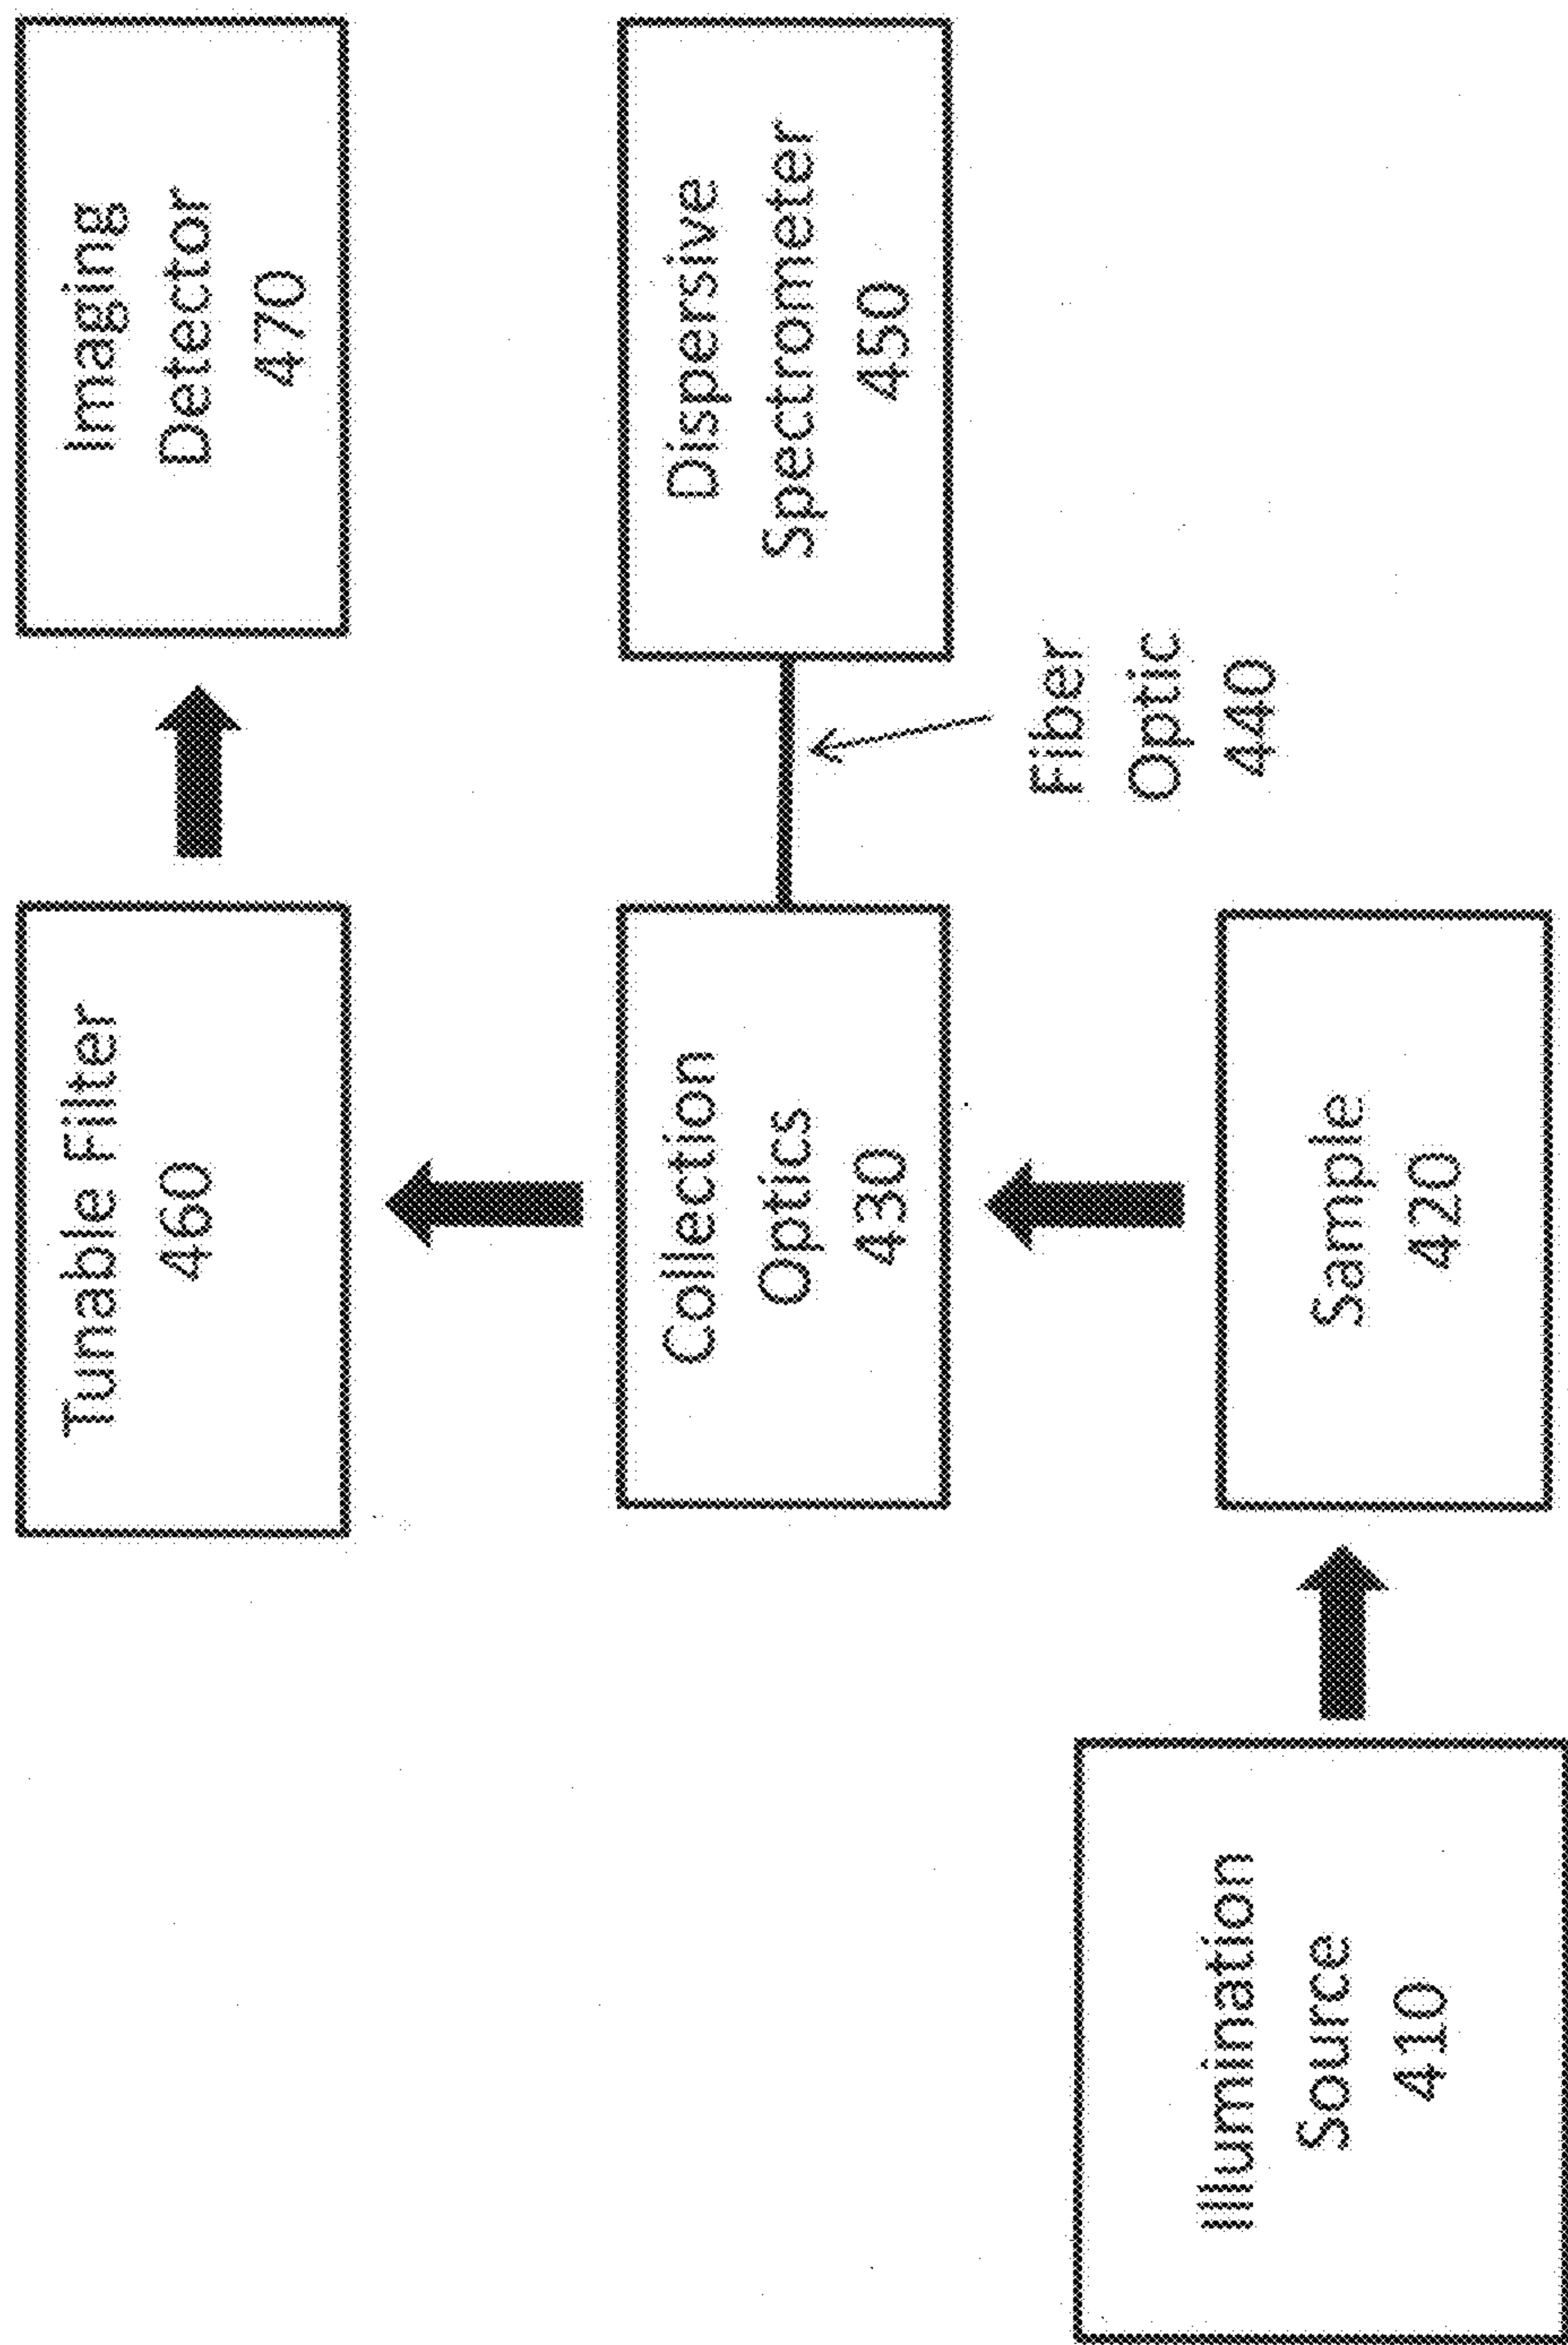 Tunable Filter
460
Imaging
Detector
470
Collection
Optics
430
Dispersive
Spectrometer
450
Fiber
Optic
440
Illumination
Source
410
Sample
420